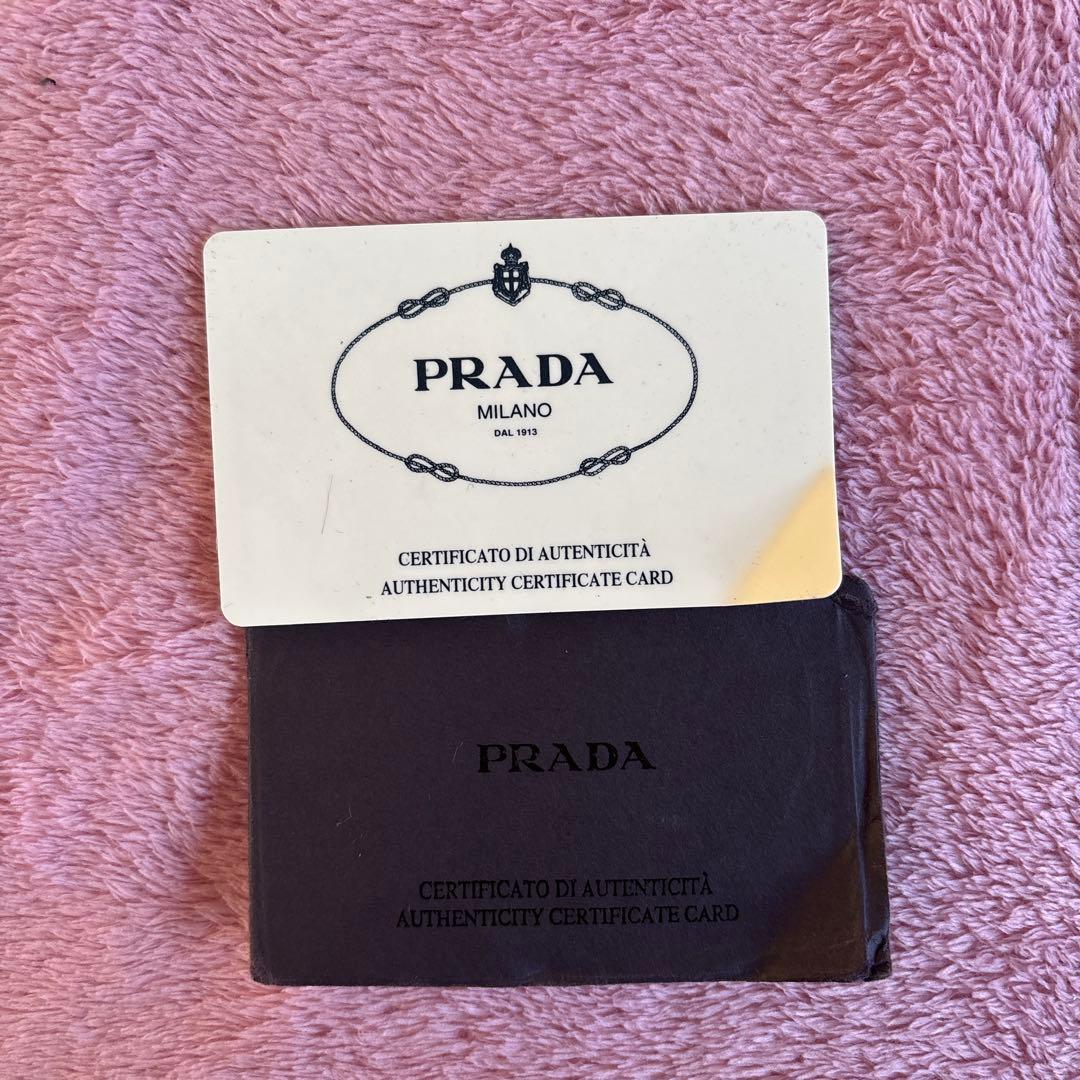 PRADA
MILANO
DAL 1913
CERTIFICATO DI AUTENTICITÀ
AUTHENTICITY CERTIFICATE CARD
PRADA
CERTIFICATO DI AUTENTICITÀ
AUTHENTICITY CERTIFICATE CARD